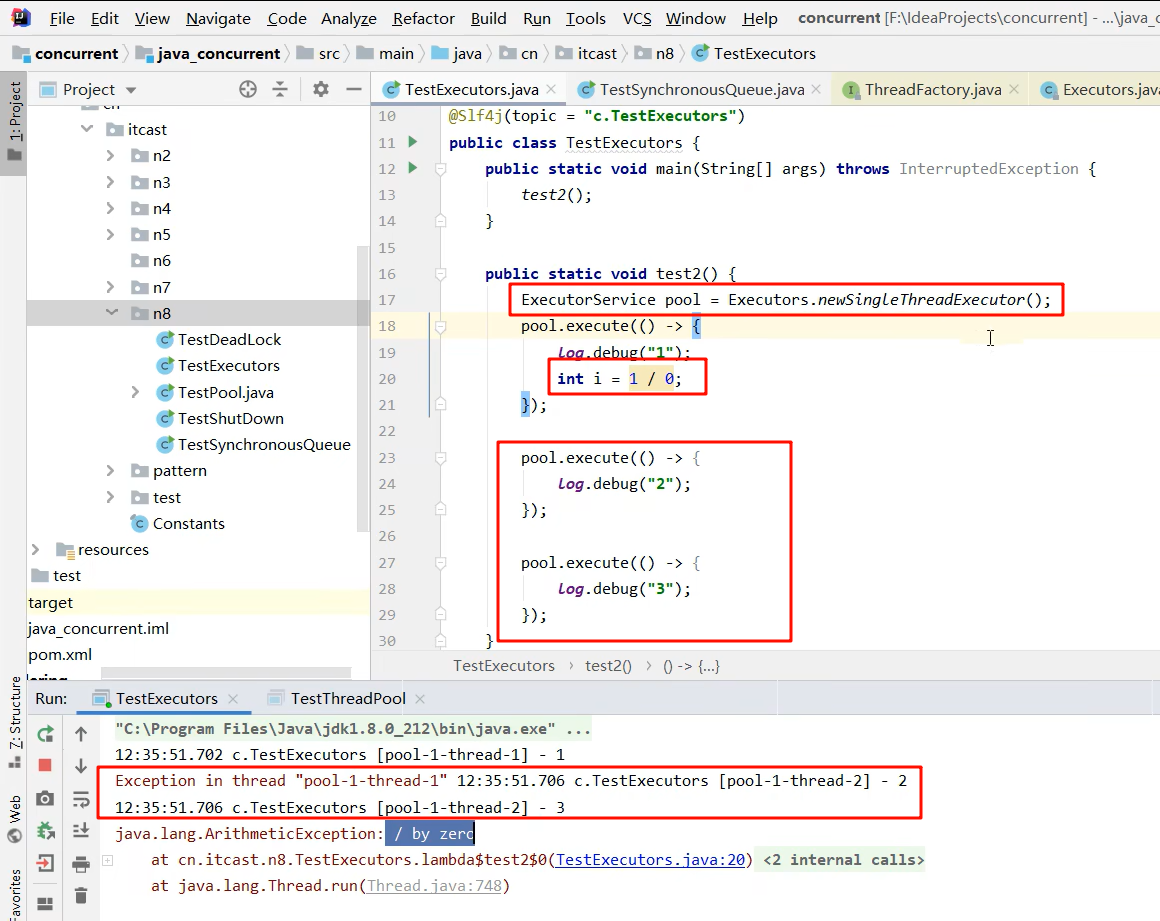 File Edit View Navigate Code Analyze Refactor Build Run Tools VCS Window Help concurrent [F:\IdeaProjects\concurrent] - ...\java_c
concurrent java_concurrent src main java cn itcast n8 TestExecutors
1: Project
Project
TestExecutors.java TestSynchronousQueue.java ThreadFactory.java Executors.java
cn
itcast
n2
n3
n4
n5
n6
n7
n8
TestDeadLock
TestExecutors
TestPool.java
TestShutDown
TestSynchronousQueue
pattern
test
Constants
resources
test
target
java_concurrent.iml
pom.xml
10 @Slf4j(topic = "c.TestExecutors")
11 public class TestExecutors {
12 public static void main(String[] args) throws InterruptedException {
13 test2();
14 }
15
16 public static void test2() {
17 ExecutorService pool = Executors.newSingleThreadExecutor();
18 pool.execute(() -> {
19 log.debug("1");
20 int i = 1 / 0;
21 });
22
23 pool.execute(() -> {
24 log.debug("2");
25 });
26
27 pool.execute(() -> {
28 log.debug("3");
29 });
30 }
TestExecutors › test2() › () -> {...}
7: Structure
Web
Favorites
Run: TestExecutors TestThreadPool
"C:\Program Files\Java\jdk1.8.0_212\bin\java.exe" ...
12:35:51.702 c.TestExecutors [pool-1-thread-1] - 1
Exception in thread "pool-1-thread-1" 12:35:51.706 c.TestExecutors [pool-1-thread-2] - 2
12:35:51.706 c.TestExecutors [pool-1-thread-2] - 3
java.lang.ArithmeticException: / by zero
at cn.itcast.n8.TestExecutors.lambda$test2$0(TestExecutors.java:20) <2 internal calls>
at java.lang.Thread.run(Thread.java:748)